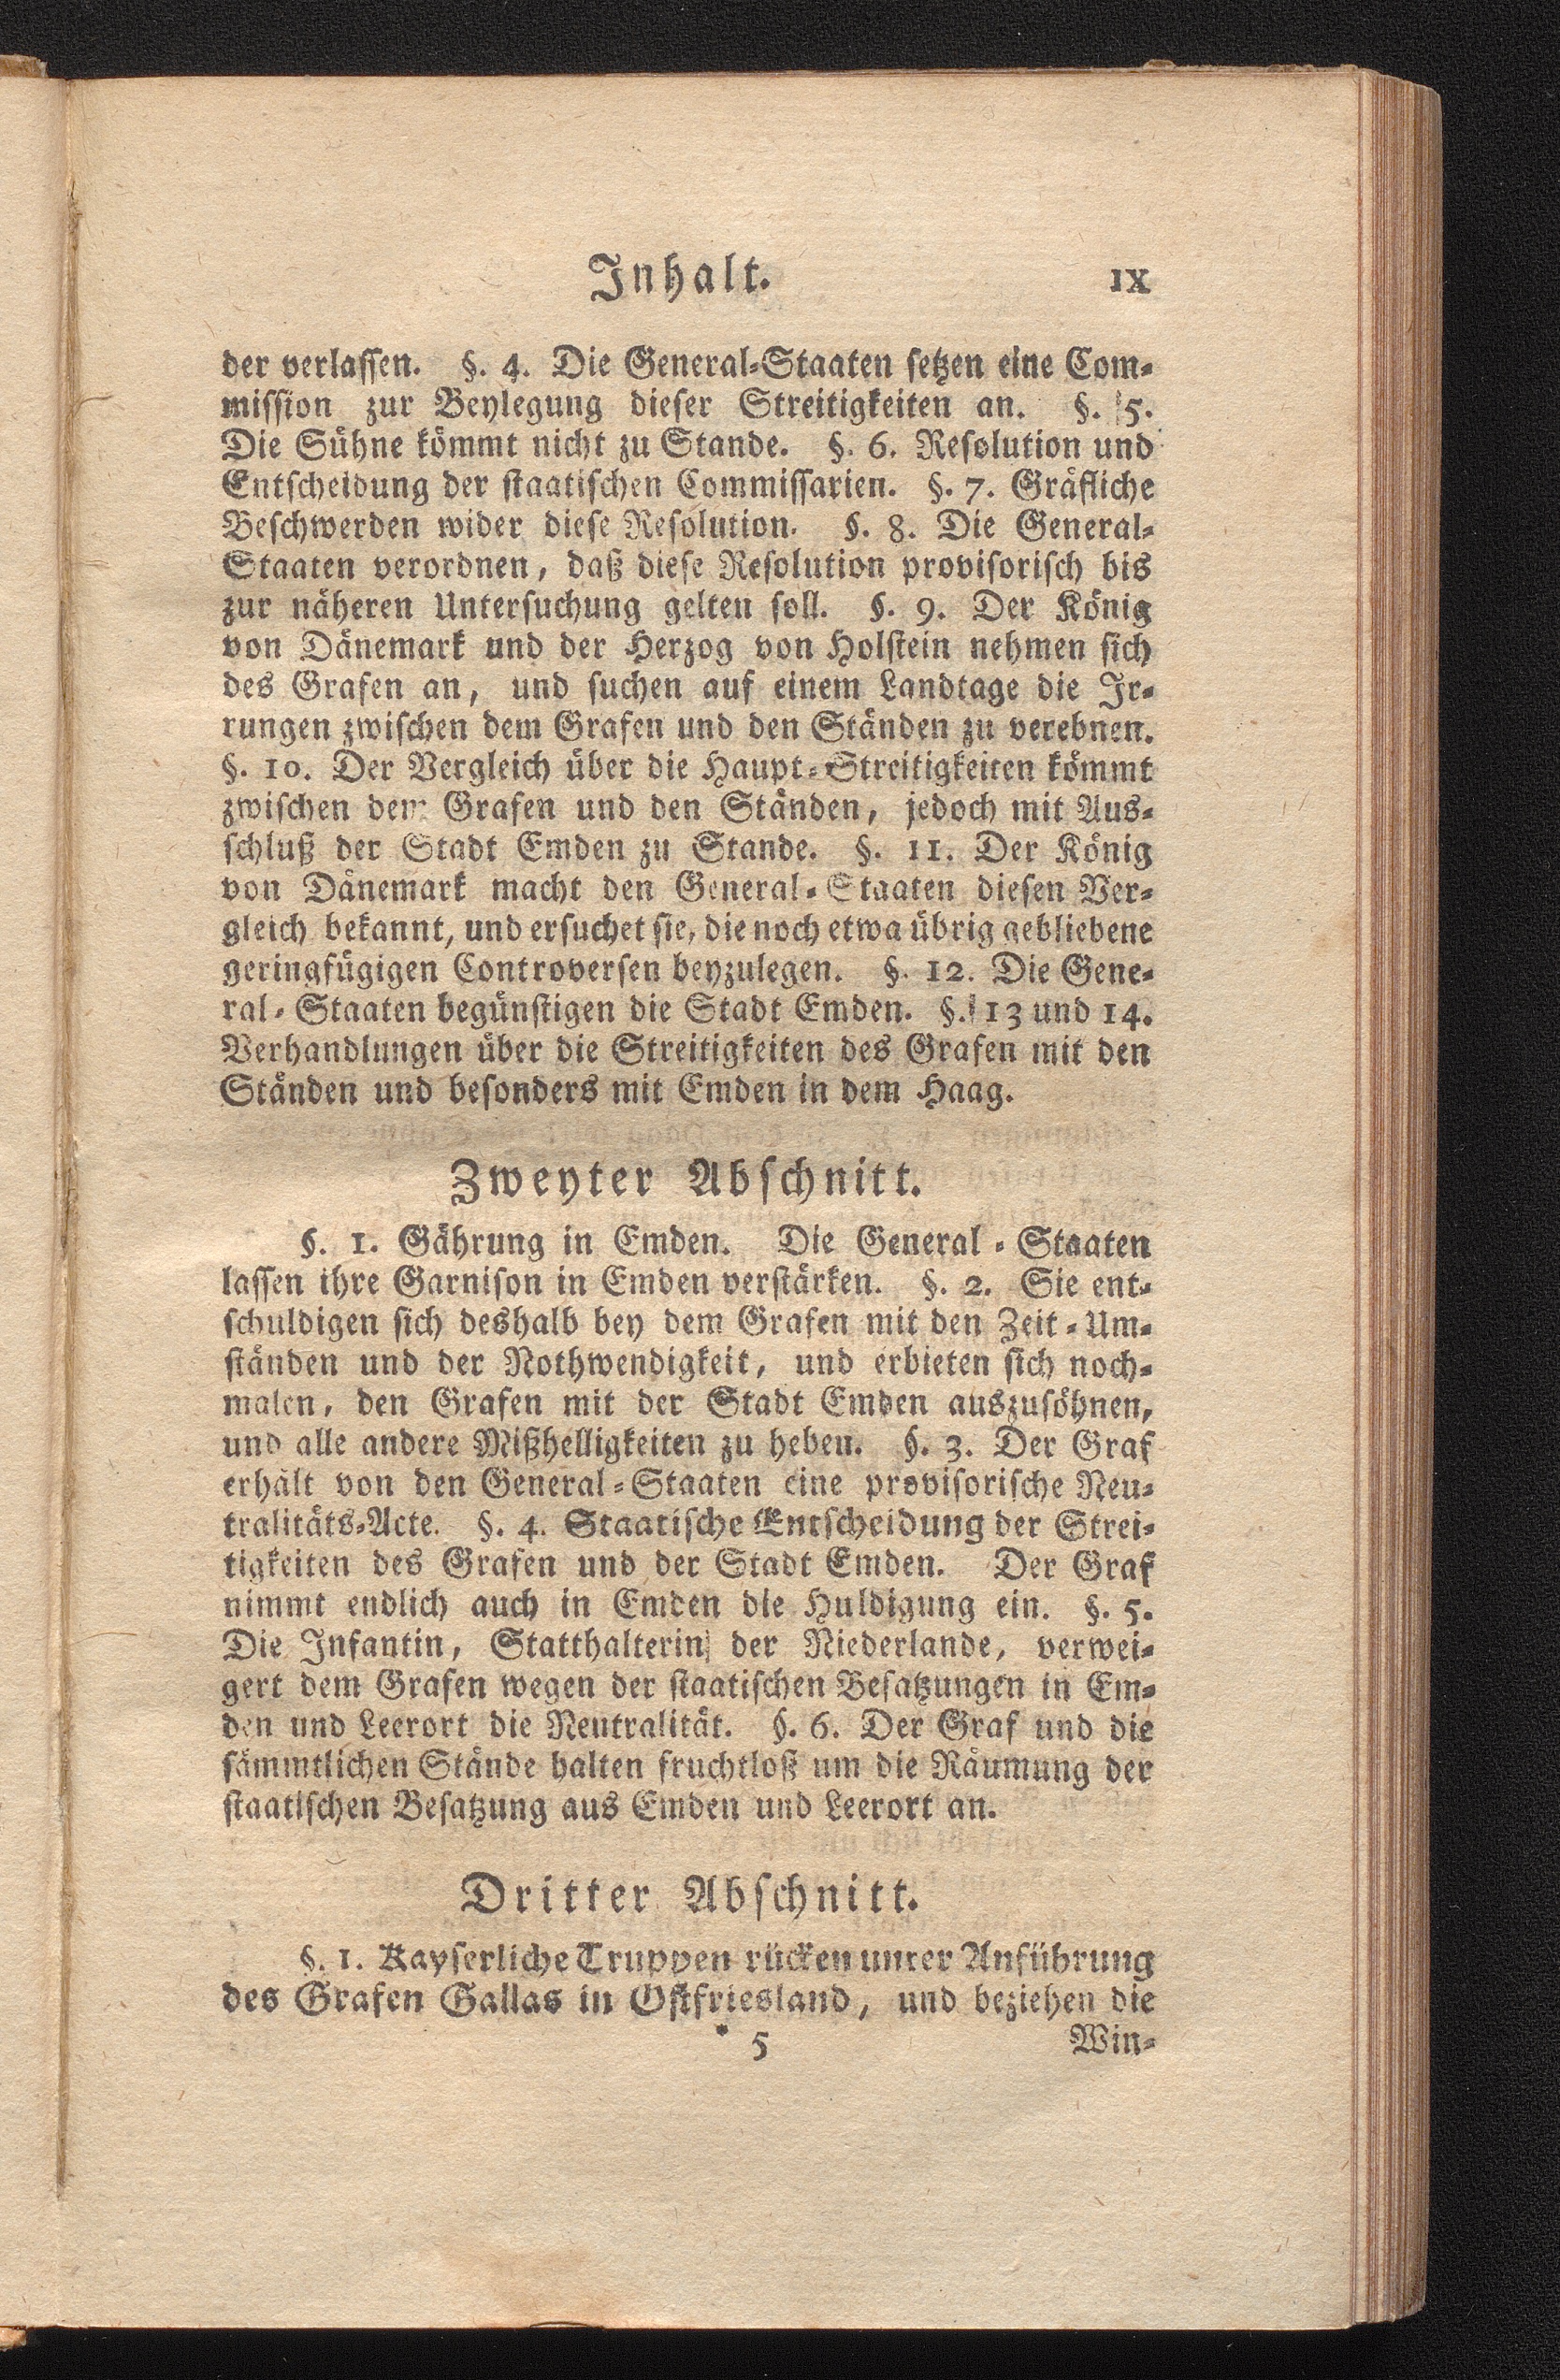 Inhalt. IX
der verlassen. §. 4. Die General-Staaten setzen eine Com-
mission zur Beylegung dieser Streitigkeiten an. §. 5.
Die Sühne kömmt nicht zu Stande. §. 6. Resolution und
Entscheidung der staatischen Commissarien. §. 7. Gräfliche
Beschwerden wider diese Resolution. §. 8. Die General-
Staaten verordnen, daß diese Resolution provisorisch bis
zur näheren Untersuchung gelten soll. §. 9. Der König
von Dänemark und der Herzog von Holstein nehmen sich
des Grafen an, und suchen auf einem Landtage die Ir-
rungen zwischen dem Grafen und den Ständen zu verebnen.
§. 10. Der Vergleich über die Haupt-Streitigkeiten kömmt
zwischen dem Grafen und den Ständen, jedoch mit Aus-
schluß der Stadt Emden zu Stande. §. 11. Der König
von Dänemark macht den General-Staaten diesen Ver-
gleich bekannt, und ersuchet sie, die noch etwa übrig gebliebene
geringfügigen Controversen beyzulegen. §. 12. Die Gene-
ral-Staaten begünstigen die Stadt Emden. §. 13 und 14.
Verhandlungen über die Streitigkeiten des Grafen mit den
Ständen und besonders mit Emden in dem Haag.
Zweyter Abschnitt.
§. 1. Gährung in Emden. Die General-Staaten
lassen ihre Garnison in Emden verstärken. §. 2. Sie ent-
schuldigen sich deshalb bey dem Grafen mit den Zeit-Um-
ständen und der Nothwendigkeit, und erbieten sich noch-
malen, den Grafen mit der Stadt Emden auszusöhnen,
und alle andere Mißhelligkeiten zu heben. §. 3. Der Graf
erhält von den General-Staaten eine provisorische Neu-
tralitäts-Acte. §. 4. Staatische Entscheidung der Strei-
tigkeiten des Grafen und der Stadt Emden. Der Graf
nimmt endlich auch in Emden die Huldigung ein. §. 5.
Die Infantin, Statthalterin der Niederlande, verwei-
gert dem Grafen wegen der staatischen Besatzungen in Em-
den und Leerort die Neutralität. §. 6. Der Graf und die
sämmtlichen Stände halten fruchtloß um die Räumung der
staatischen Besatzung aus Emden und Leerort an.
Dritter Abschnitt.
§. 1. Kayserliche Truppen rücken unter Anführung
des Grafen Gallas in Ostfriesland, und beziehen die
* 5 Win-